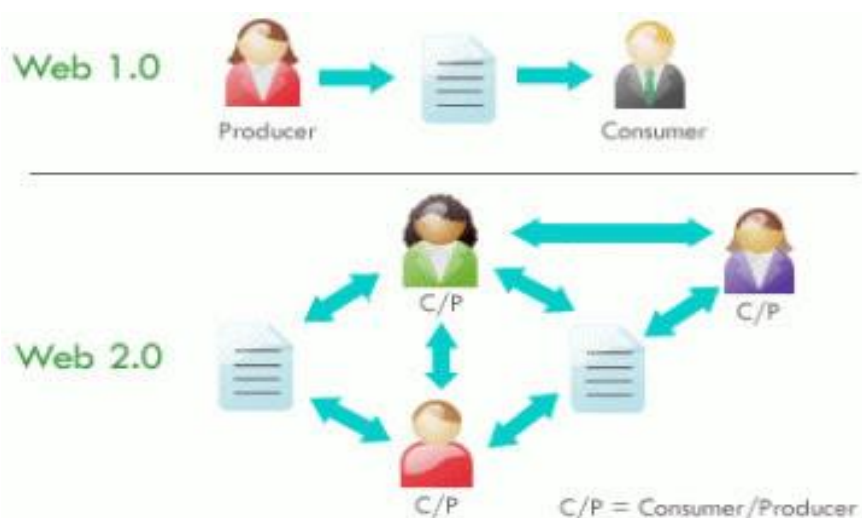 Web 1.0
Producer
Consumer
C/P
C/P
Web 2.0
C/P
C/P = Consumer/Producer